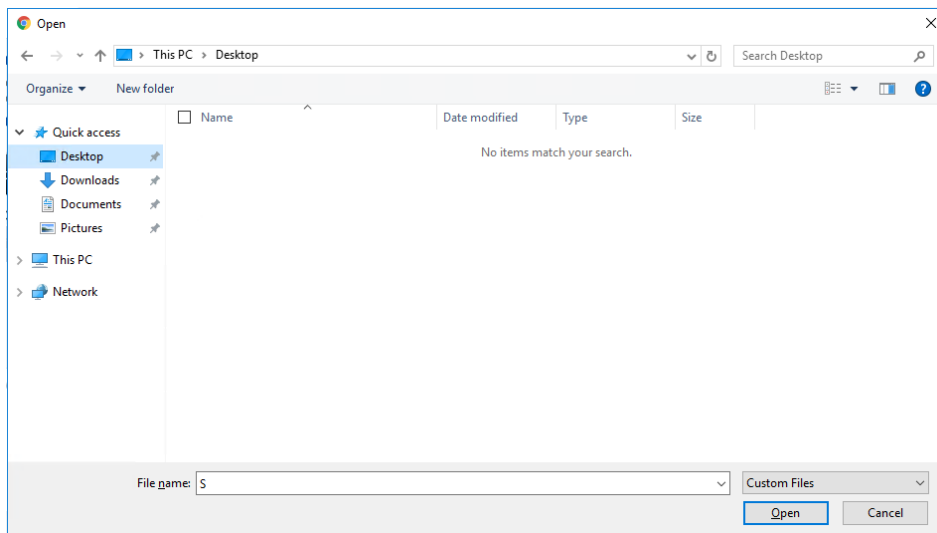 Open
This PC > Desktop
Search Desktop
Organize
New folder
Name
Date modified
Type
Size
Quick access
No items match your search.
Desktop
Downloads
Documents
Pictures
This PC
Network
File name: S
Custom Files
Open
Cancel